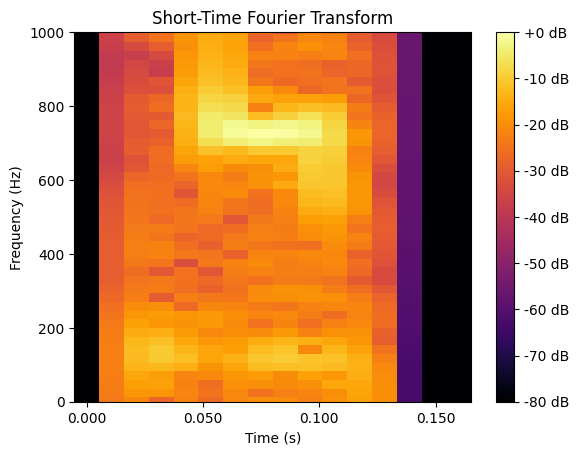 Short-Time Fourier Transform
1000
800
600
400
200
0
Frequency (Hz)
0.000
0.050
0.100
0.150
Time (s)
+0 dB
-10 dB
-20 dB
-30 dB
-40 dB
-50 dB
-60 dB
-70 dB
-80 dB